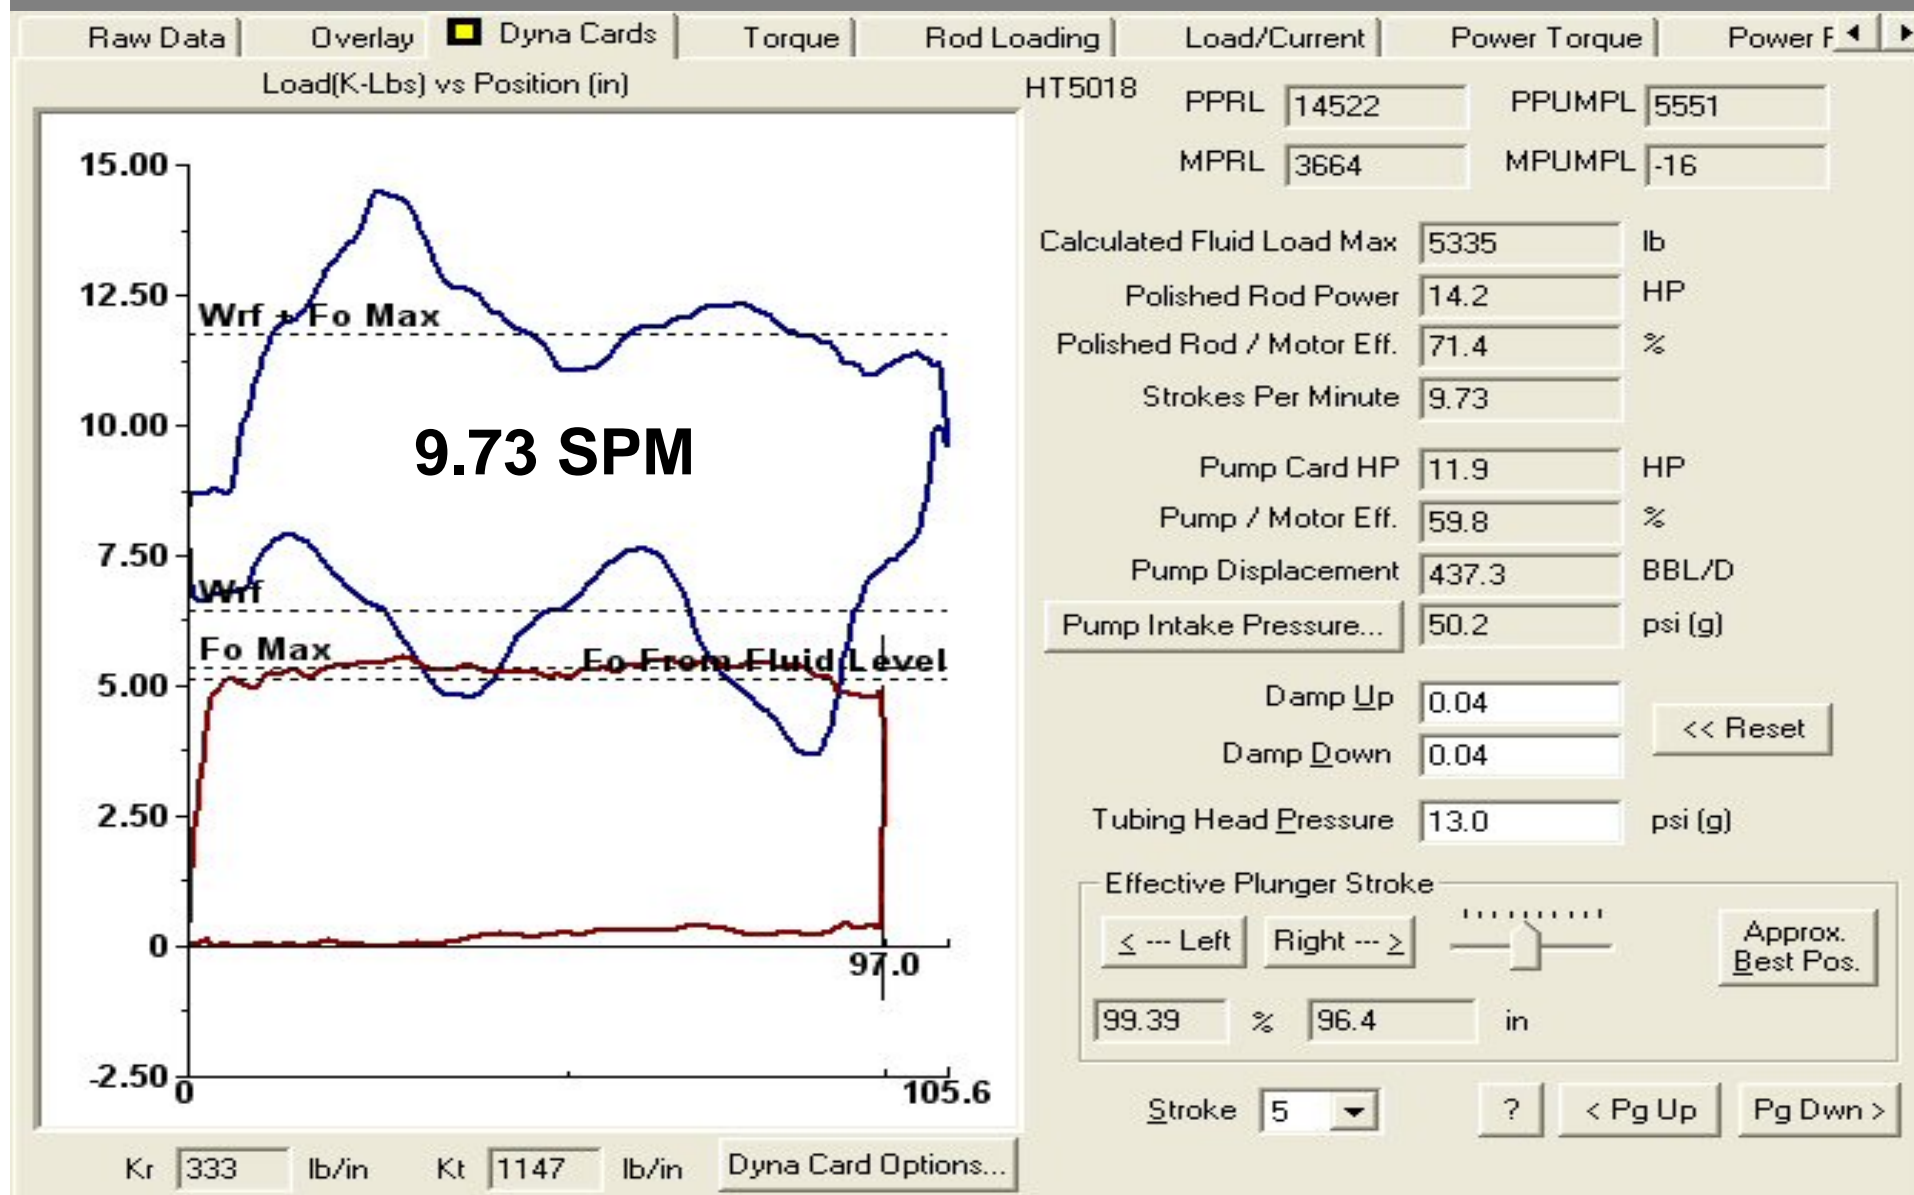 Raw Data Overlay Dyna Cards Torque Rod Loading Load/Current Power Torque Power F
Load(K-Lbs) vs Position (in)
HT5018
PPRL 14522 PPUMPL 5551
MPRL 3664 MPUMPL -16
15.00
12.50
10.00
7.50
5.00
2.50
0
-2.50
Wrf + Fo Max
9.73 SPM
Wrf
Fo Max
Fo From Fluid Level
97.0
0 105.6
Calculated Fluid Load Max 5335 lb
Polished Rod Power 14.2 HP
Polished Rod / Motor Eff. 71.4 %
Strokes Per Minute 9.73
Pump Card HP 11.9 HP
Pump / Motor Eff. 59.8 %
Pump Displacement 437.3 BBL/D
Pump Intake Pressure... 50.2 psi (g)
Damp Up 0.04
<< Reset
Damp Down 0.04
Tubing Head Pressure 13.0 psi (g)
Effective Plunger Stroke
< --- Left Right --- >
Approx.
Best Pos.
99.39 % 96.4 in
Stroke 5 ? < Pg Up Pg Dwn >
Kr 333 lb/in Kt 1147 lb/in Dyna Card Options...